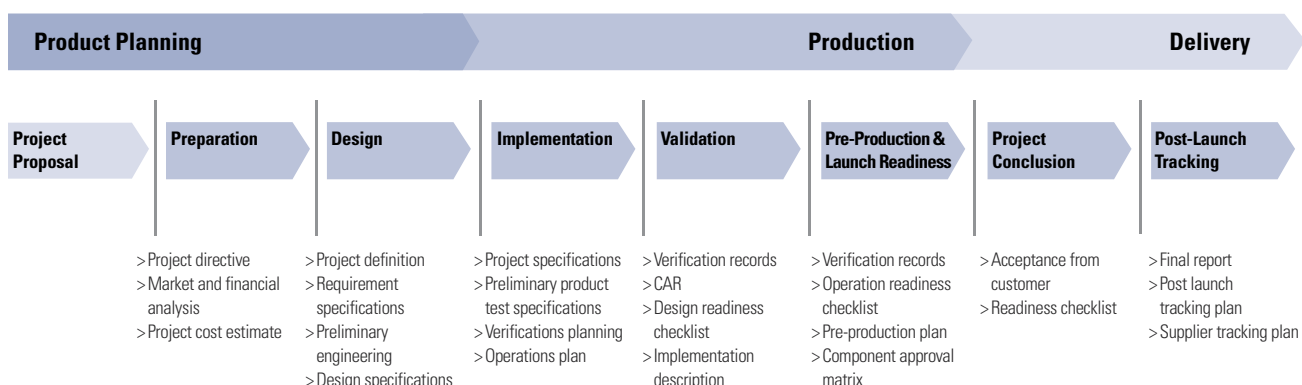 Product Planning
Production
Delivery
Project
Proposal
Preparation
Design
Implementation
Validation
Pre-Production &
Launch Readiness
Project
Conclusion
Post-Launch
Tracking
> Project directive
> Market and financial
analysis
> Project cost estimate
> Project definition
> Requirement
specifications
> Preliminary
engineering
> Design specifications
> Project specifications
> Preliminary product
test specifications
> Verifications planning
> Operations plan
> Verification records
> CAR
> Design readiness
checklist
> Implementation
description
> Verification records
> Operation readiness
checklist
> Pre-production plan
> Component approval
matrix
> Acceptance from
customer
> Readiness checklist
> Final report
> Post launch
tracking plan
> Supplier tracking plan